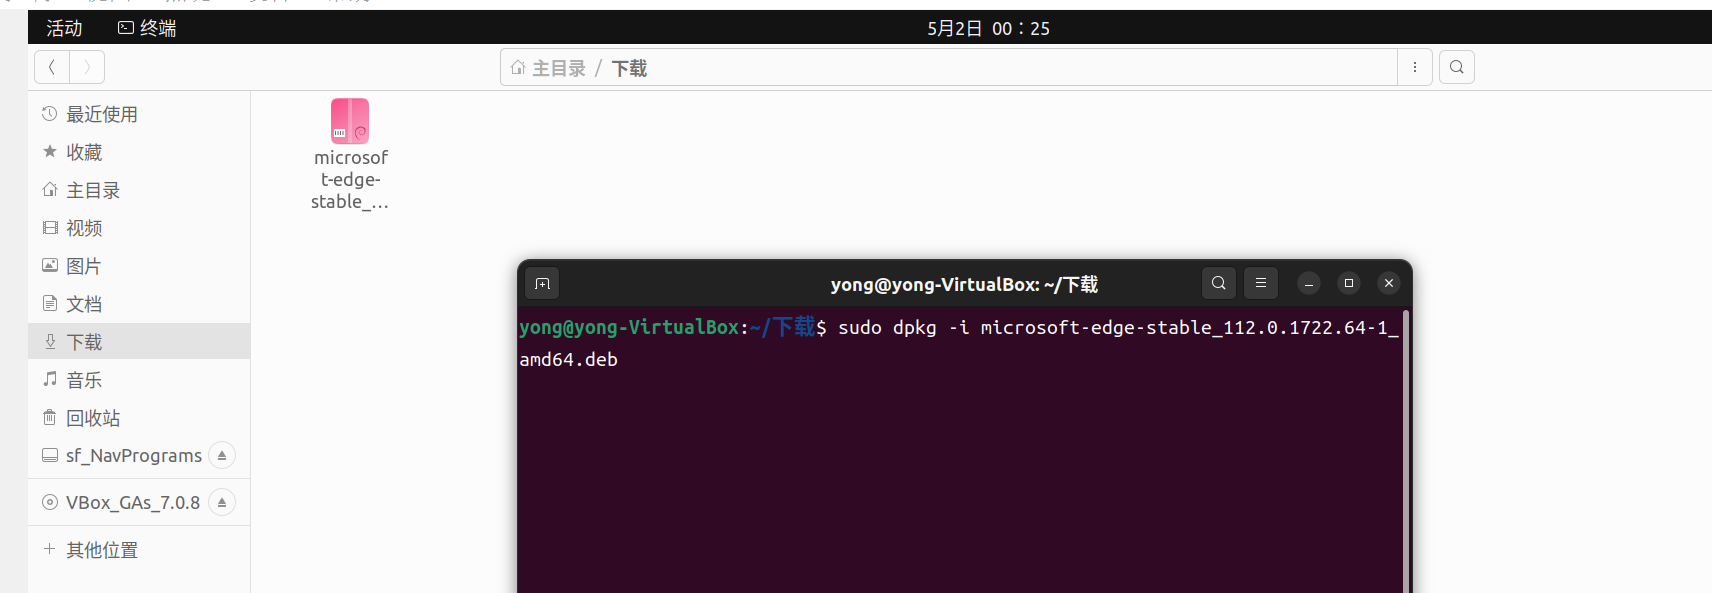 活动 终端 5月2日 00：25
主目录 / 下载
最近使用
收藏
主目录
视频
图片
文档
下载
音乐
回收站
sf_NavPrograms
VBox_GAs_7.0.8
其他位置
microsof
t-edge-
stable_...
yong@yong-VirtualBox: ~/下载
yong@yong-VirtualBox:~/下载$ sudo dpkg -i microsoft-edge-stable_112.0.1722.64-1_
amd64.deb